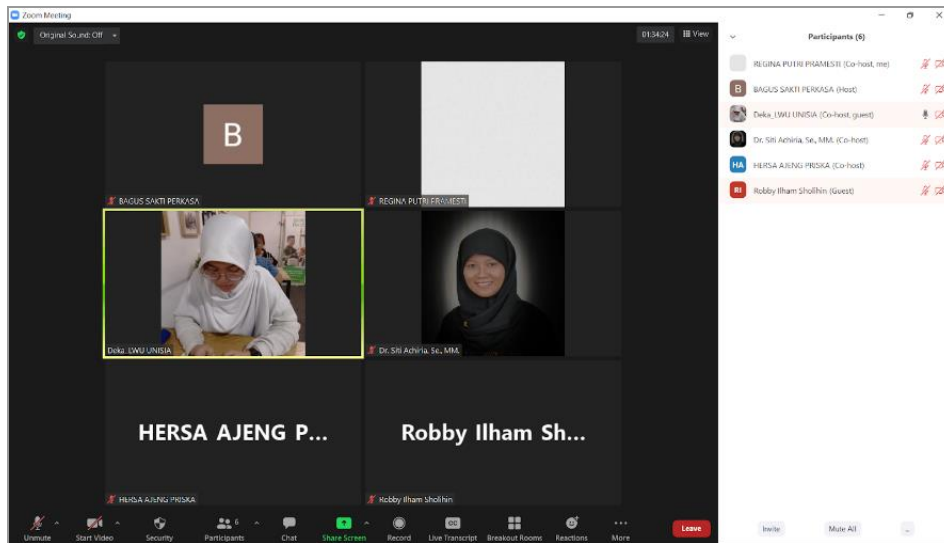 Zoom Meeting
Original Sound: Off
01:34:24 View
B
BAGUS SAKTI PERKASA
REGINA PUTRI PRAMESTI
Deka_LWU UNISIA
Dr. Siti Achiria, Se., MM.
HERSA AJENG P...
HERSA AJENG PRISKA
Robby Ilham Sh...
Robby Ilham Sholihin
Unmute
Start Video
Security
6
Participants
Chat
Share Screen
Record
CC
Live Transcript
Breakout Rooms
Reactions
More
Leave
Participants (6)
REGINA PUTRI PRAMESTI (Co-host, me)
B BAGUS SAKTI PERKASA (Host)
Deka_LWU UNISIA (Co-host, guest)
Dr. Siti Achiria, Se., MM. (Co-host)
HA HERSA AJENG PRISKA (Co-host)
RI Robby Ilham Sholihin (Guest)
Invite
Mute All
...